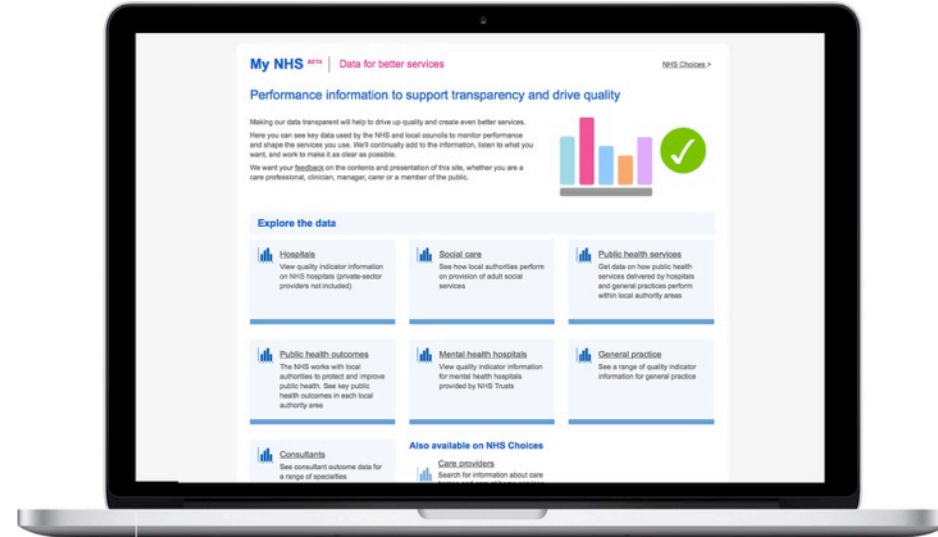 My NHS BETA Data for better services
NHS Choices >
Performance information to support transparency and drive quality
Making our data transparent will help to drive up quality and create even better services.
Here you can see key data used by the NHS and local councils to monitor performance
and shape the services you use. We'll continually add to the information, listen to what you
want, and work to make it as clear as possible.
We want your feedback on the contents and presentation of this site, whether you are a
care professional, clinician, manager, carer or a member of the public.
Explore the data
Hospitals
View quality indicator information
on NHS hospitals (private-sector
providers not included)
Social care
See how local authorities perform
on provision of adult social
services
Public health services
Get data on how public health
services delivered by hospitals
and general practices perform
within local authority areas
Public health outcomes
The NHS works with local
authorities to protect and improve
public health. See key public
health outcomes in each local
authority area
Mental health hospitals
View quality indicator information
for mental health hospitals
provided by NHS Trusts
General practice
See a range of quality indicator
information for general practice
Consultants
See consultant outcome data for
a range of specialties
Also available on NHS Choices
Care providers
Search for information about care